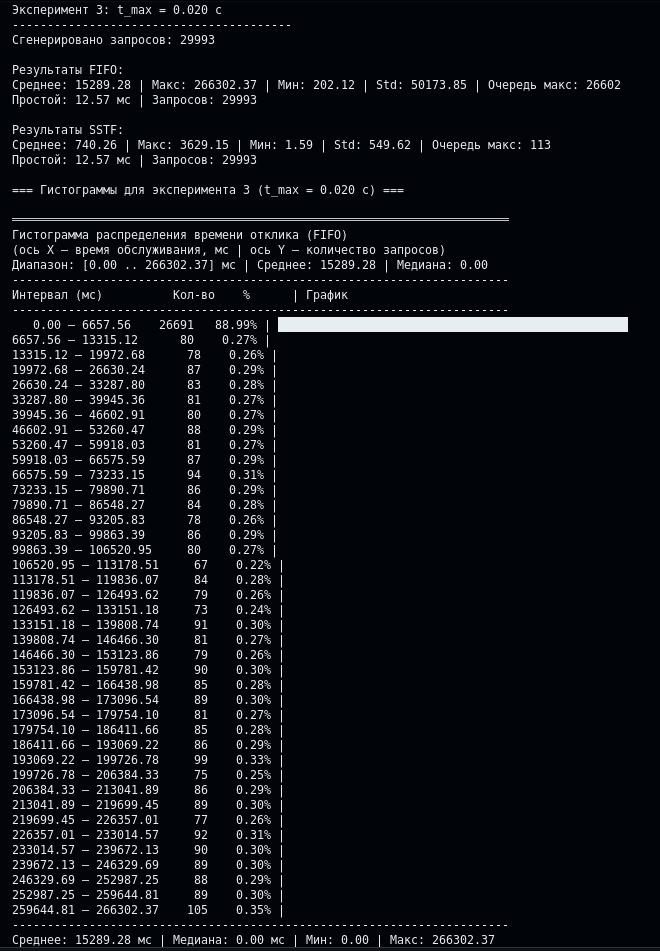 Эксперимент 3: t_max = 0.020 с
----------------------------------------
Сгенерировано запросов: 29993
Результаты FIFO:
Среднее: 15289.28 | Макс: 266302.37 | Мин: 202.12 | Std: 50173.85 | Очередь макс: 26602
Простой: 12.57 мс | Запросов: 29993
Результаты SSTF:
Среднее: 740.26 | Макс: 3629.15 | Мин: 1.59 | Std: 549.62 | Очередь макс: 113
Простой: 12.57 мс | Запросов: 29993
=== Гистограммы для эксперимента 3 (t_max = 0.020 с) ===
═══════════════════════════════════════════════════════════════════════
Гистограмма распределения времени отклика (FIFO)
(ось X — время обслуживания, мс | ось Y — количество запросов)
Диапазон: [0.00 .. 266302.37] мс | Среднее: 15289.28 | Медиана: 0.00
-----------------------------------------------------------------------
Интервал (мс) Кол-во % | График
-----------------------------------------------------------------------
0.00 — 6657.56 26691 88.99% |
6657.56 — 13315.12 80 0.27% |
13315.12 — 19972.68 78 0.26% |
19972.68 — 26630.24 87 0.29% |
26630.24 — 33287.80 83 0.28% |
33287.80 — 39945.36 81 0.27% |
39945.36 — 46602.91 80 0.27% |
46602.91 — 53260.47 88 0.29% |
53260.47 — 59918.03 81 0.27% |
59918.03 — 66575.59 87 0.29% |
66575.59 — 73233.15 94 0.31% |
73233.15 — 79890.71 86 0.29% |
79890.71 — 86548.27 84 0.28% |
86548.27 — 93205.83 78 0.26% |
93205.83 — 99863.39 86 0.29% |
99863.39 — 106520.95 80 0.27% |
106520.95 — 113178.51 67 0.22% |
113178.51 — 119836.07 84 0.28% |
119836.07 — 126493.62 79 0.26% |
126493.62 — 133151.18 73 0.24% |
133151.18 — 139808.74 91 0.30% |
139808.74 — 146466.30 81 0.27% |
146466.30 — 153123.86 79 0.26% |
153123.86 — 159781.42 90 0.30% |
159781.42 — 166438.98 85 0.28% |
166438.98 — 173096.54 89 0.30% |
173096.54 — 179754.10 81 0.27% |
179754.10 — 186411.66 85 0.28% |
186411.66 — 193069.22 86 0.29% |
193069.22 — 199726.78 99 0.33% |
199726.78 — 206384.33 75 0.25% |
206384.33 — 213041.89 86 0.29% |
213041.89 — 219699.45 89 0.30% |
219699.45 — 226357.01 77 0.26% |
226357.01 — 233014.57 92 0.31% |
233014.57 — 239672.13 90 0.30% |
239672.13 — 246329.69 89 0.30% |
246329.69 — 252987.25 88 0.29% |
252987.25 — 259644.81 89 0.30% |
259644.81 — 266302.37 105 0.35% |
-----------------------------------------------------------------------
Среднее: 15289.28 мс | Медиана: 0.00 мс | Мин: 0.00 | Макс: 266302.37